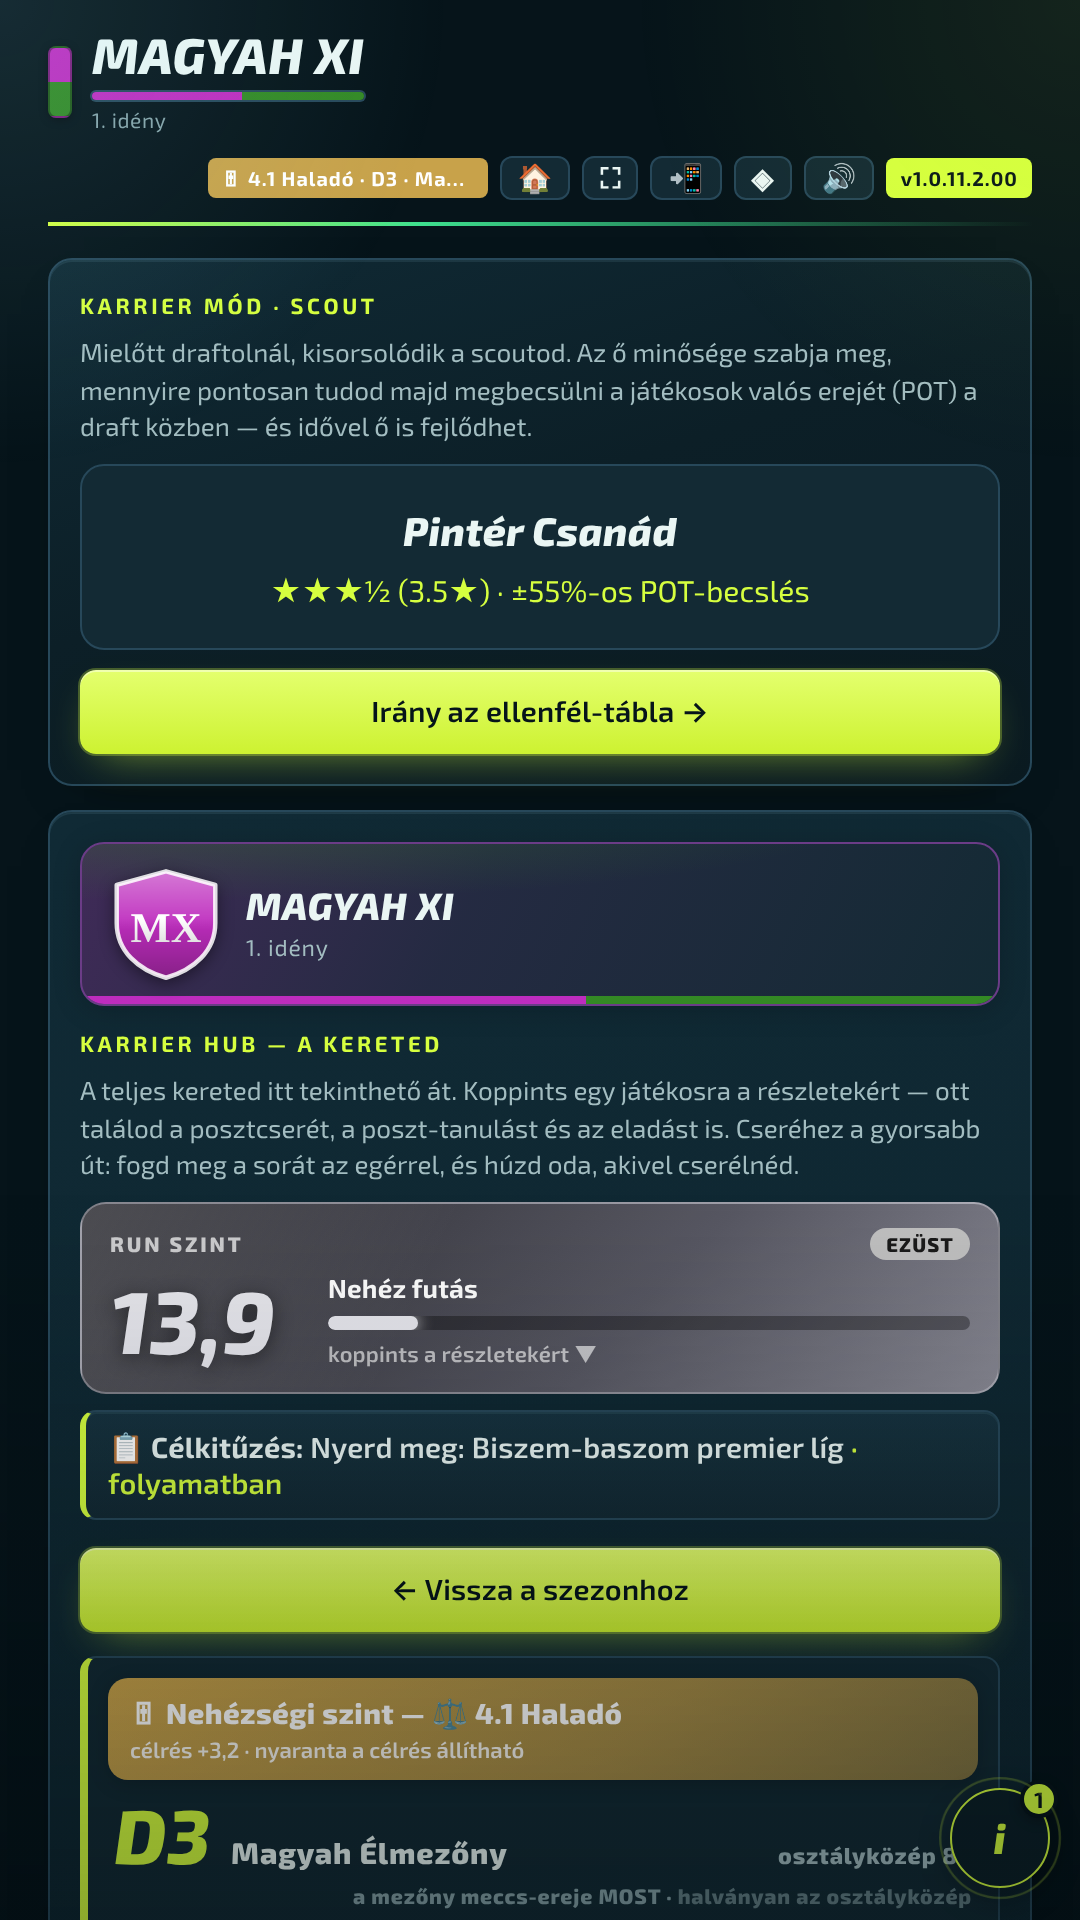 MAGYAH XI
1. idény
4.1 Haladó · D3 · Ma...
v1.0.11.2.00
KARRIER MÓD · SCOUT
Mielőtt draftolnál, kisorsolódik a scoutod. Az ő minősége szabja meg,
mennyire pontosan tudod majd megbecsülni a játékosok valós erejét (POT) a
draft közben — és idővel ő is fejlődhet.
Pintér Csanád
★★★½ (3.5★) · ±55%-os POT-becslés
Irány az ellenfél-tábla →
MX
MAGYAH XI
1. idény
KARRIER HUB — A KERETED
A teljes kereted itt tekinthető át. Koppints egy játékosra a részletekért — ott
találod a posztcserét, a poszt-tanulást és az eladást is. Cseréhez a gyorsabb
út: fogd meg a sorát az egérrel, és húzd oda, akivel cserélnéd.
RUN SZINT
EZÜST
13,9
Nehéz futás
koppints a részletekért ▼
📋 Célkitűzés: Nyerd meg: Biszem-baszom premier líg ·
folyamatban
← Vissza a szezonhoz
Nehézségi szint — ⚖️ 4.1 Haladó
célrés +3,2 · nyaranta a célrés állítható
D3 Magyah Élmezőny
osztályközép
1
i
a mezőny meccs-ereje MOST · halványan az osztályközép